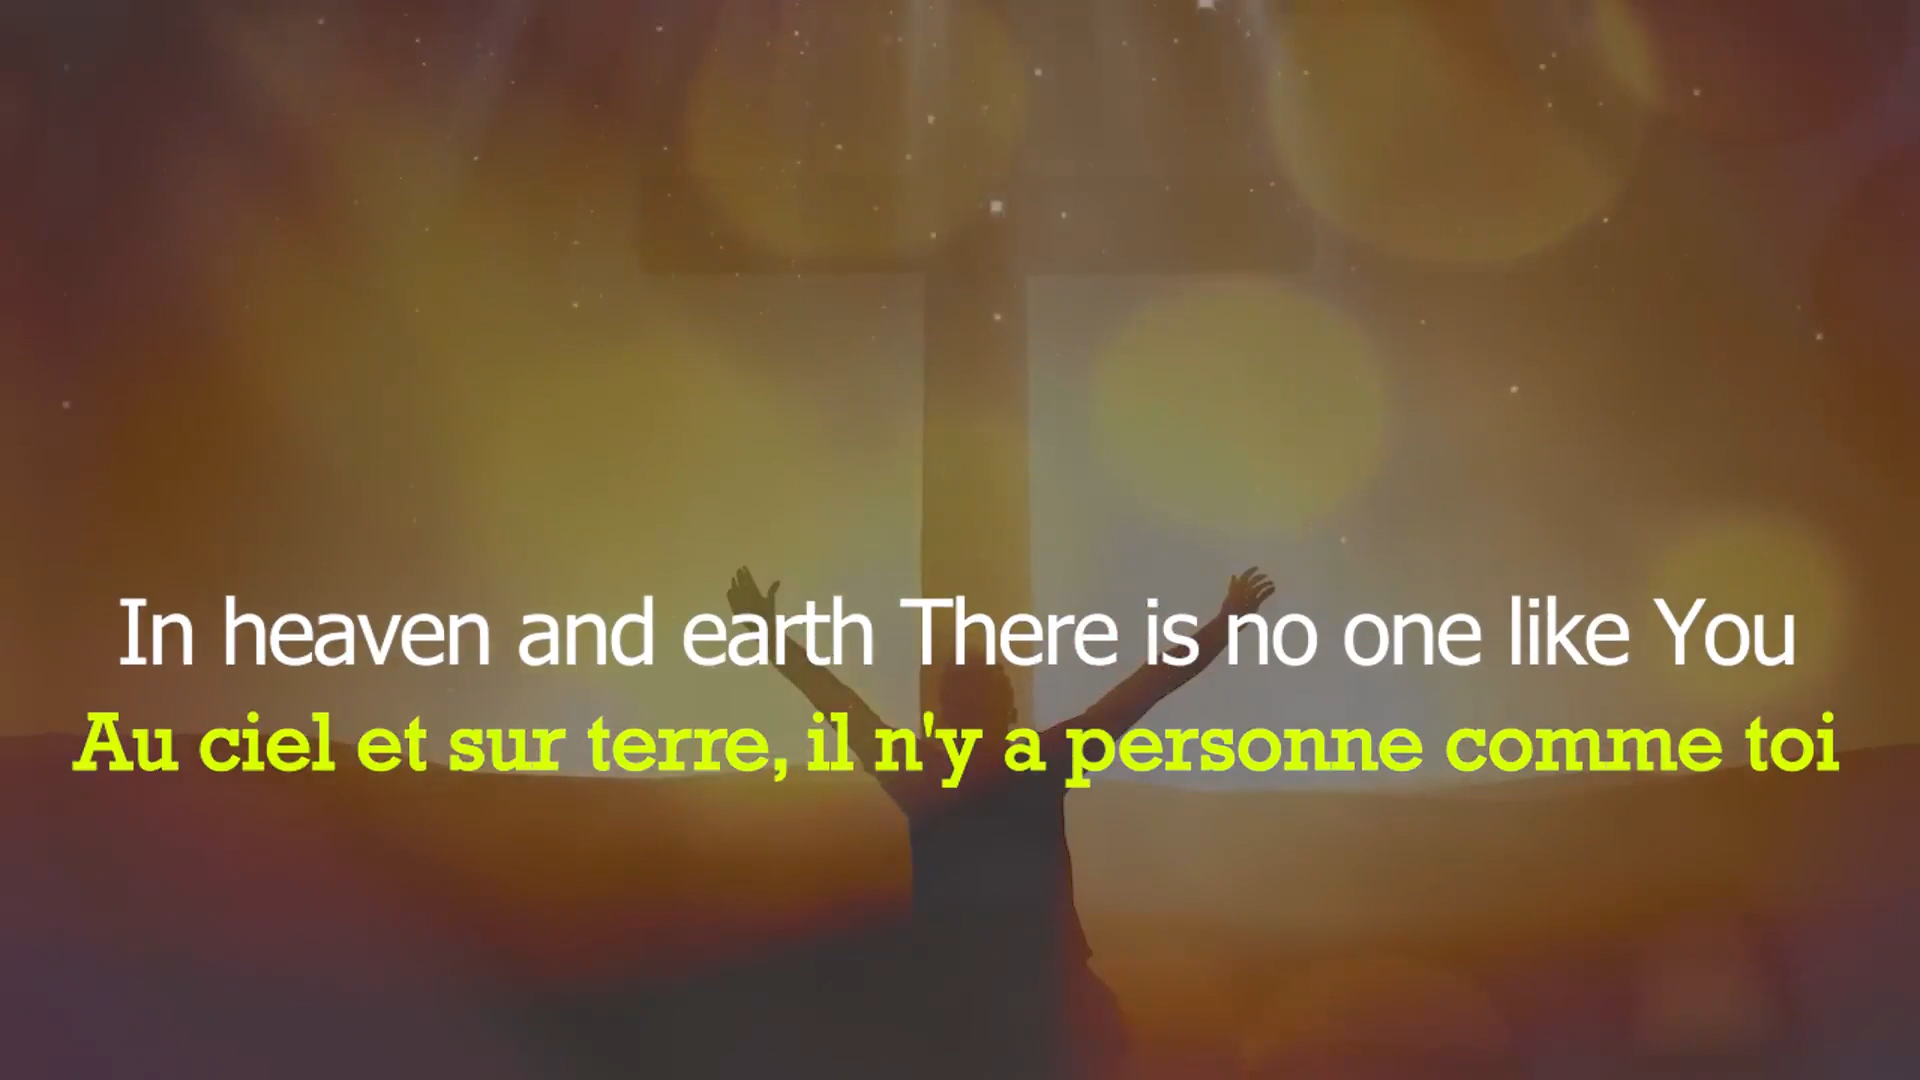 In heaven and earth There is no one like You
Au ciel et sur terre, il n'y a personne comme toi